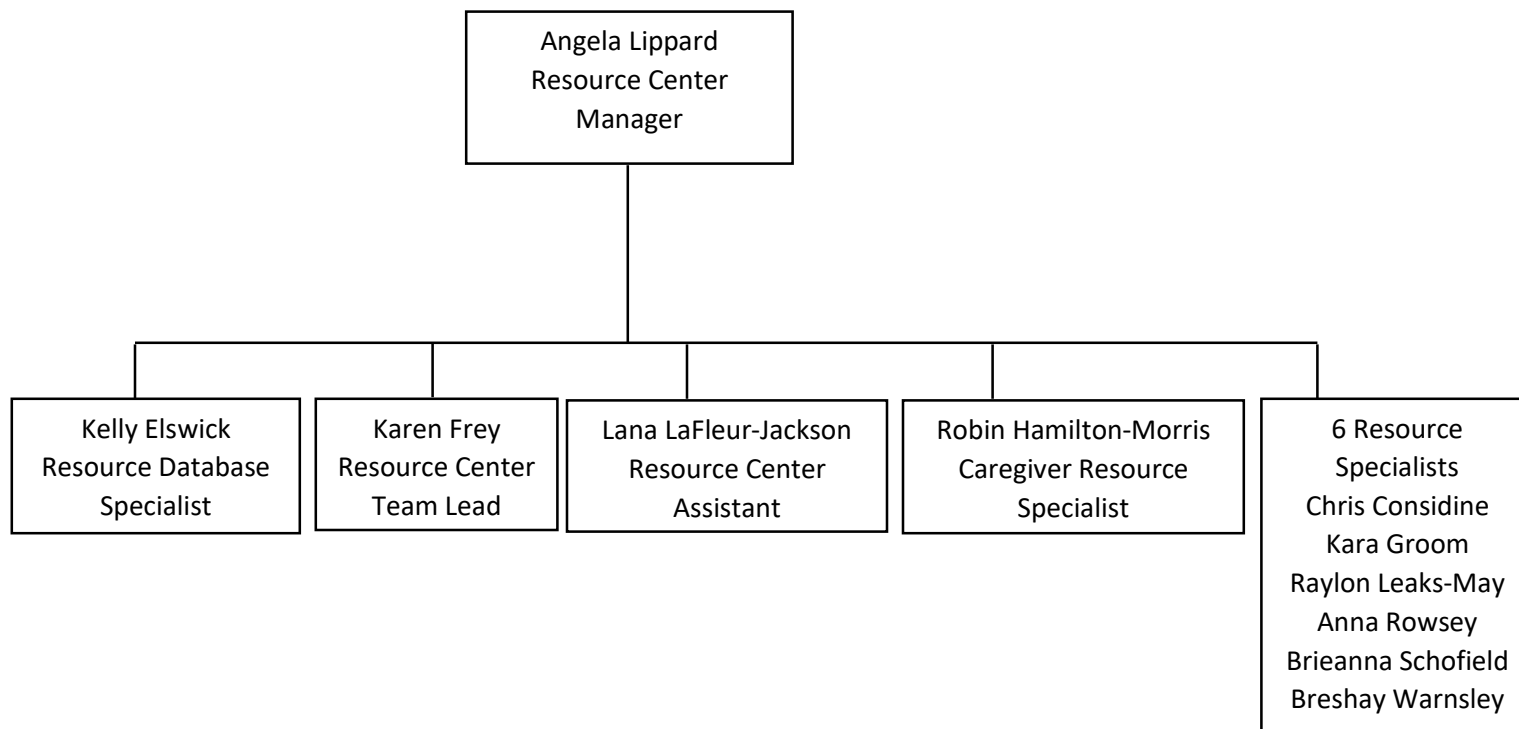 Angela Lippard
Resource Center
Manager
Kelly Elswick
Resource Database
Specialist
Karen Frey
Resource Center
Team Lead
Lana LaFleur-Jackson
Resource Center
Assistant
Robin Hamilton-Morris
Caregiver Resource
Specialist
6 Resource
Specialists
Chris Considine
Kara Groom
Raylon Leaks-May
Anna Rowsey
Brieanna Schofield
Breshay Warnsley